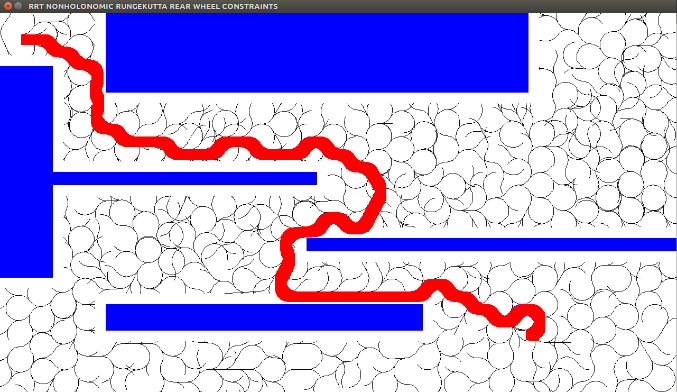 RRT NONHOLONOMIC RUNGEKUTTA REAR WHEEL CONSTRAINTS